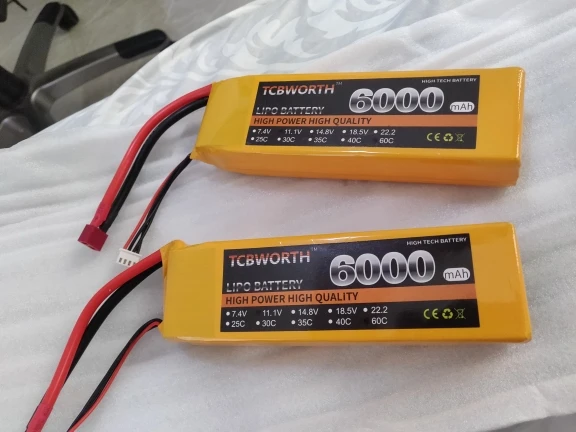 TCBWORTH™
HIGH TECH BATTERY
LIPO BATTERY 6000 mAh
HIGH POWER HIGH QUALITY
• 7.4V 11.1V • 14.8V • 18.5V • 22.2
• 25C • 30C • 35C • 40C 60C
CE
TCBWORTH™
HIGH TECH BATTERY
LIPO BATTERY 6000 mAh
HIGH POWER HIGH QUALITY
• 7.4V 11.1V • 14.8V • 18.5V • 22.2
• 25C • 30C • 35C • 40C 60C
CE